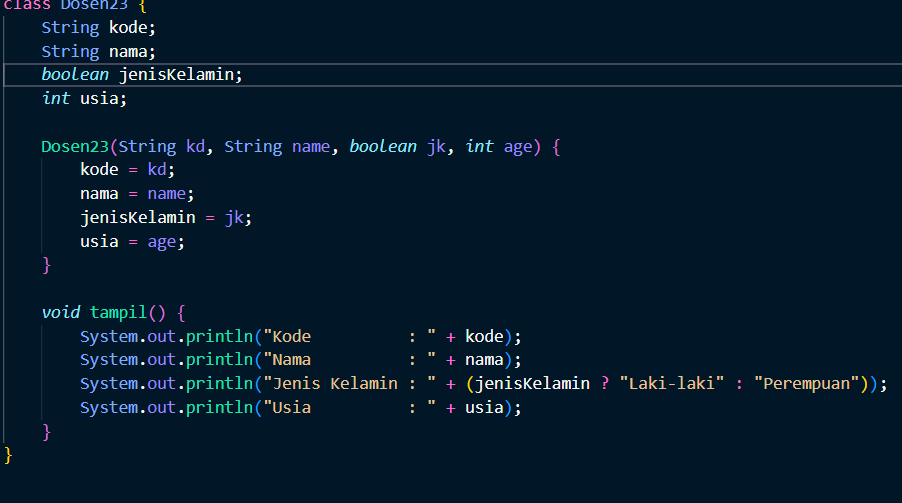 class Dosen23 {
    String kode;
    String nama;
    boolean jenisKelamin;
    int usia;

    Dosen23(String kd, String name, boolean jk, int age) {
        kode = kd;
        nama = name;
        jenisKelamin = jk;
        usia = age;
    }

    void tampil() {
        System.out.println("Kode          : " + kode);
        System.out.println("Nama          : " + nama);
        System.out.println("Jenis Kelamin : " + (jenisKelamin ? "Laki-laki" : "Perempuan"));
        System.out.println("Usia          : " + usia);
    }
}